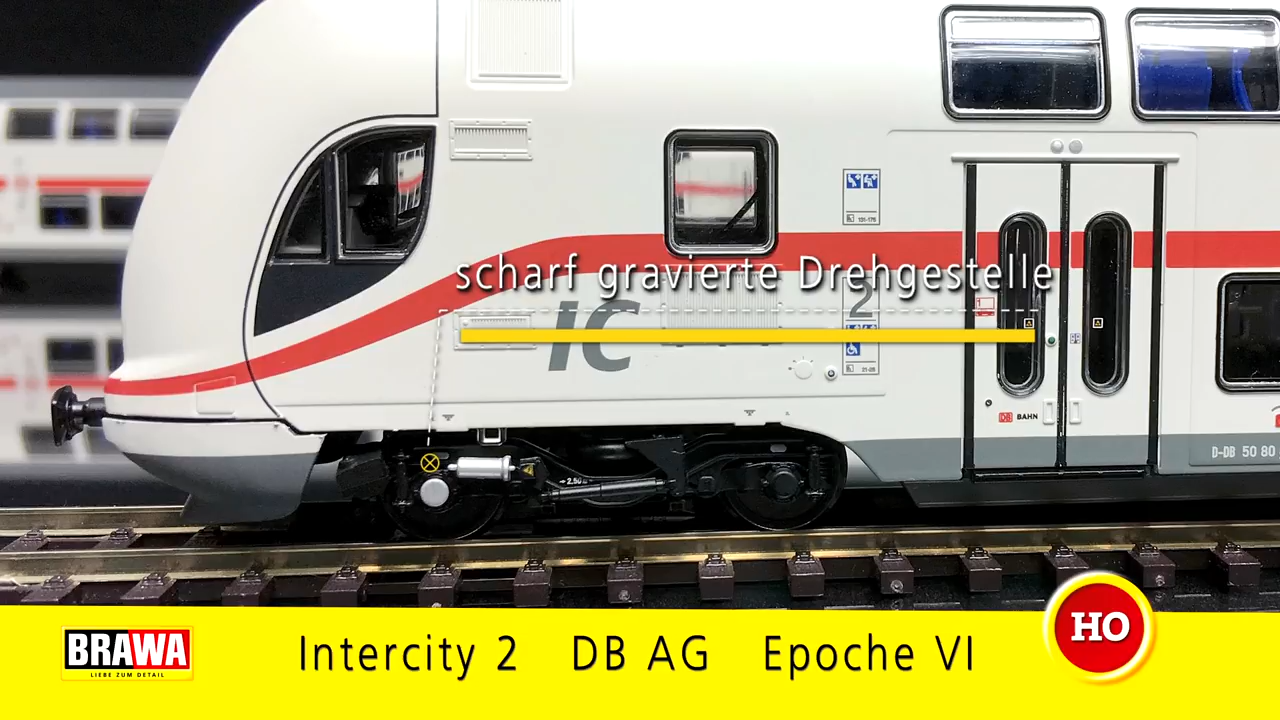 scharf gravierte Drehgestelle
IC
2
1
DB BAHN
D-DB 50 80
BRAWA
LIEBE ZUM DETAIL
Intercity 2 DB AG Epoche VI
HO